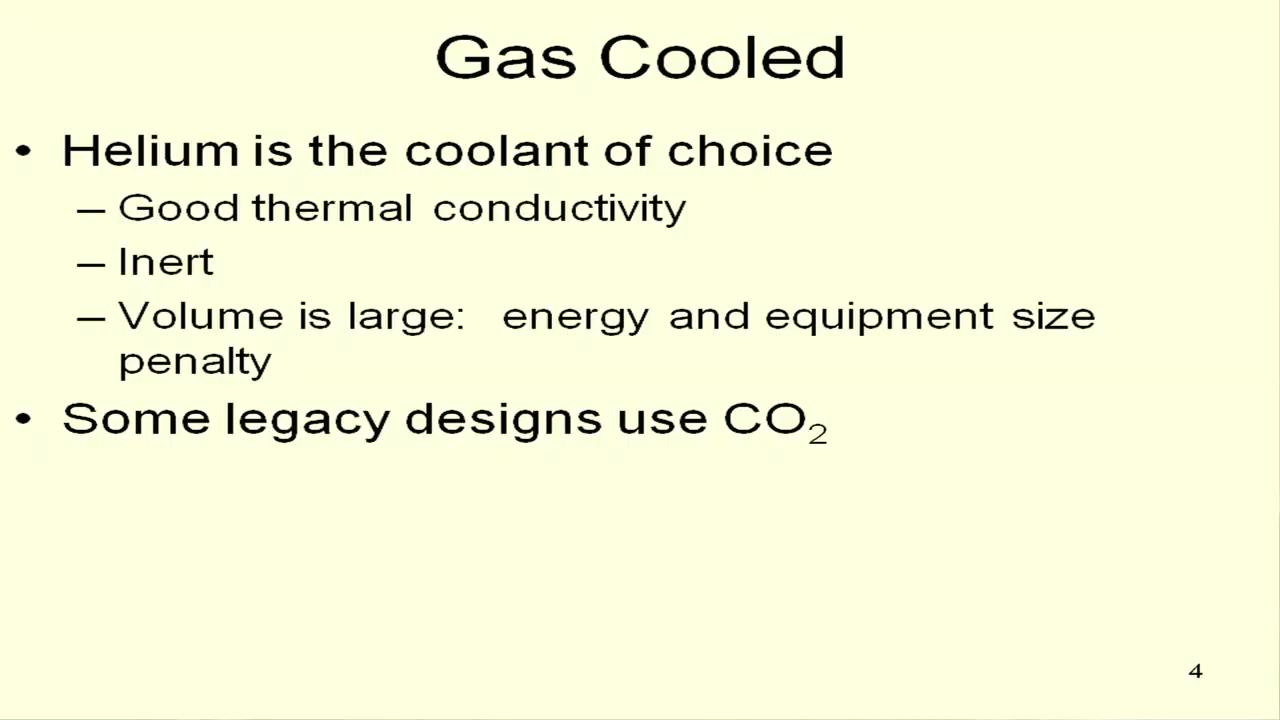 Gas Cooled
• Helium is the coolant of choice
– Good thermal conductivity
– Inert
– Volume is large: energy and equipment size
penalty
• Some legacy designs use CO₂
4